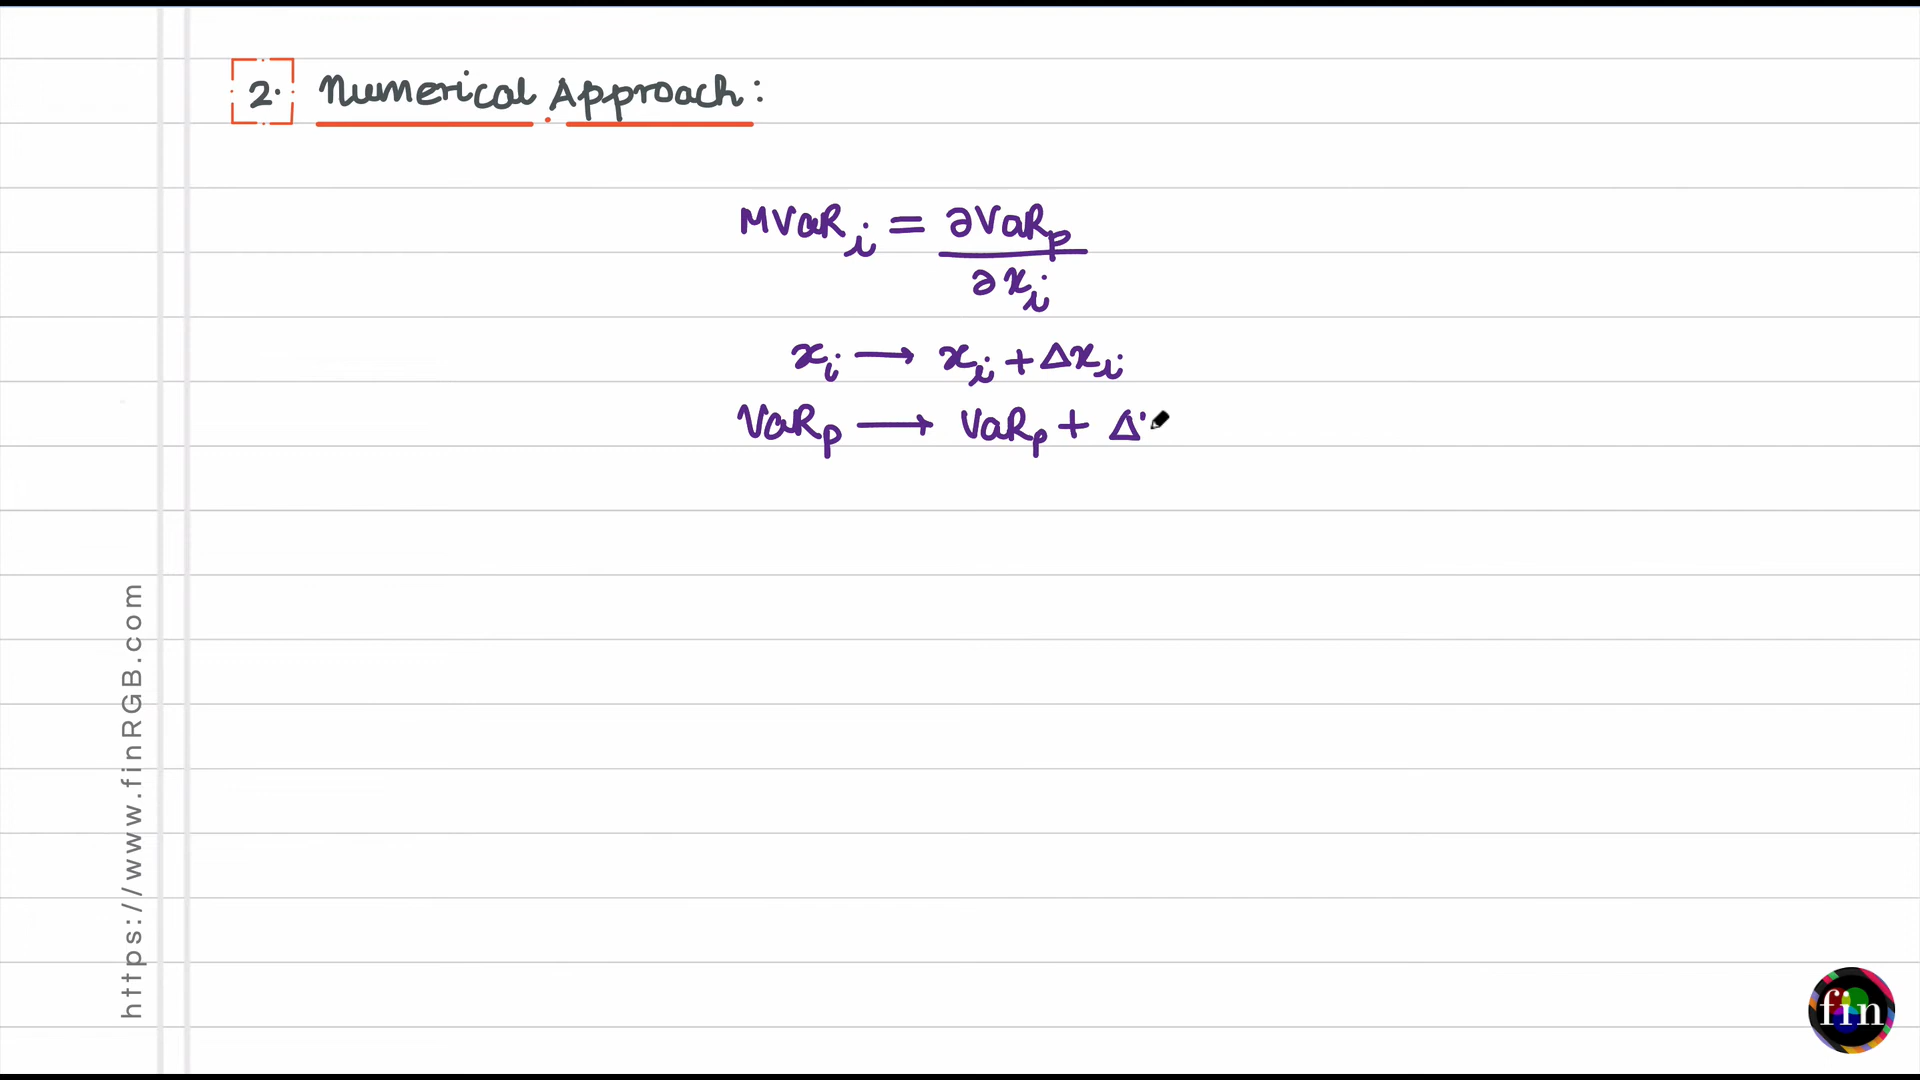 2. Numerical Approach:
MVaR_i = ∂VaR_p / ∂x_i
x_i → x_i + Δx_i
VaR_p → VaR_p + Δ
https://www.finRGB.com
fin